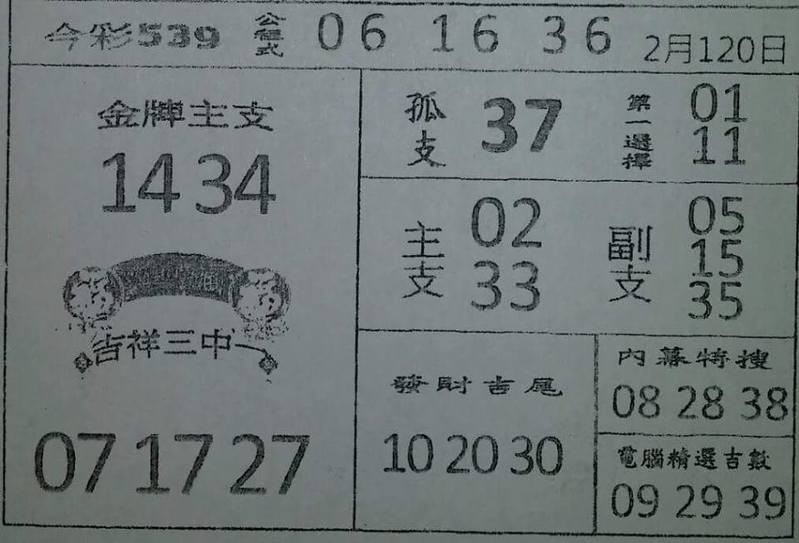 今彩539 公程式 06 16 36 2月120日
金牌主支
14 34
吉祥三中一
07 17 27
孤支 37
第一選擇 01 11
主支 02 33
副支 05 15 35
發財吉尾
10 20 30
內幕特搜
08 28 38
電腦精選吉數
09 29 39